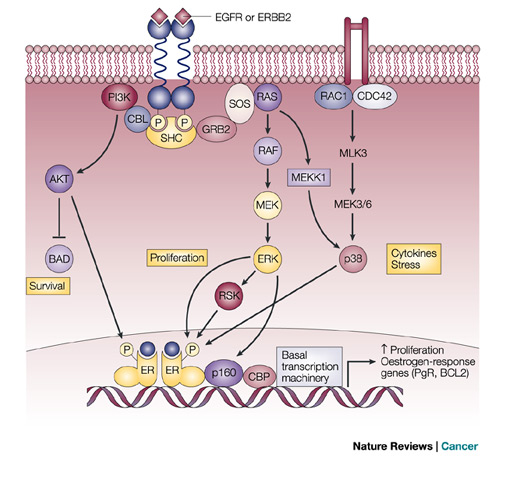 EGFR or ERBB2
PI3K
CBL
P
P
SHC
GRB2
SOS
RAS
RAC1
CDC42
RAF
MEKK1
MLK3
AKT
MEK
MEK3/6
BAD
Survival
Proliferation
ERK
p38
Cytokines
Stress
RSK
P
P
ER
ER
p160
CBP
Basal
transcription
machinery
↑ Proliferation
Oestrogen-response
genes (PgR, BCL2)
Nature Reviews | Cancer